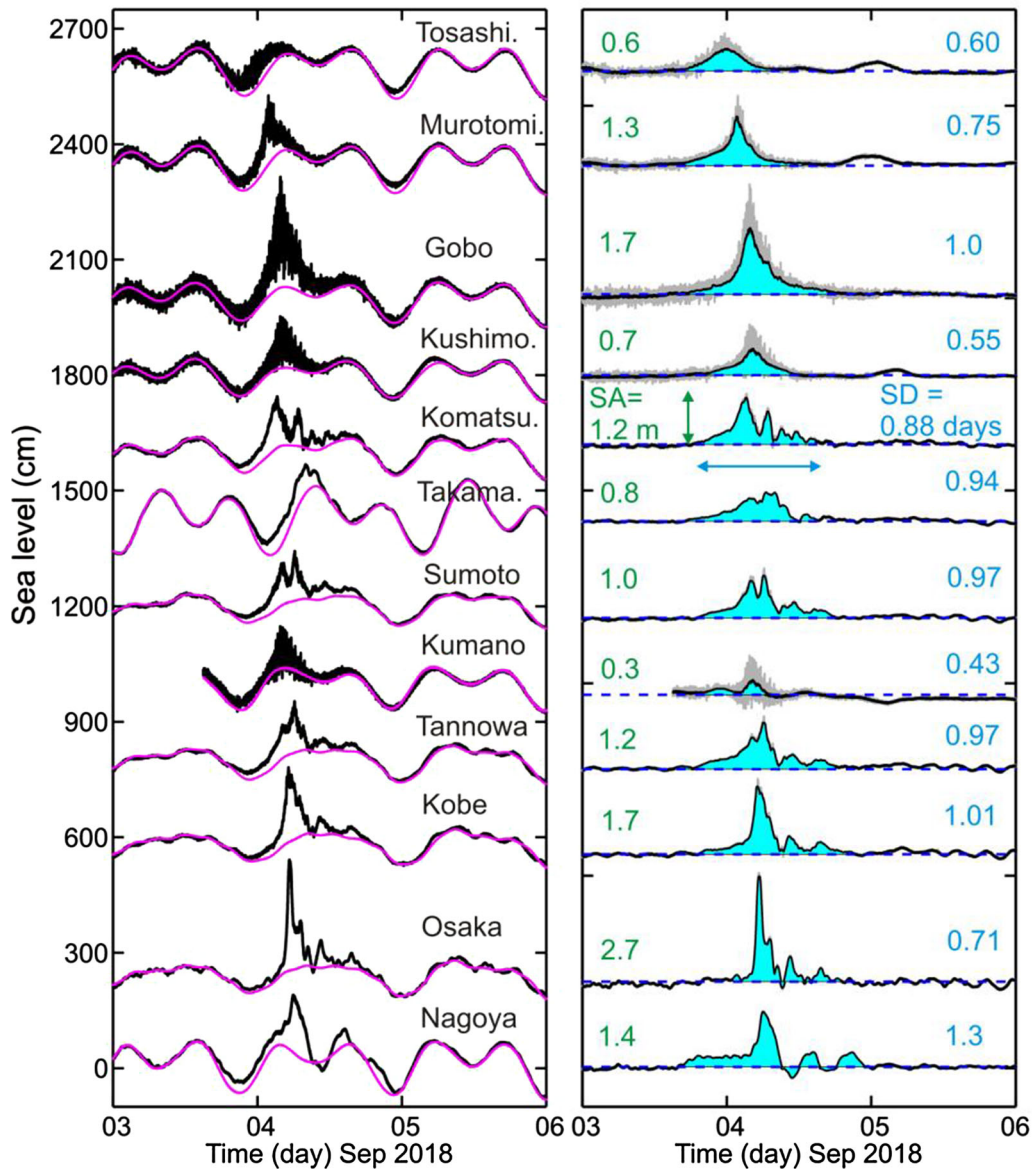 2700
Tosashi.
0.6
0.60
2400
Murotomi.
1.3
0.75
2100
Gobo
1.7
1.0
1800
Kushimo.
0.7
0.55
Komatsu.
SA=
1.2 m
SD =
0.88 days
1500
Takama.
0.8
0.94
1200
Sumoto
1.0
0.97
900
Kumano
0.3
0.43
Tannowa
1.2
0.97
600
Kobe
1.7
1.01
300
Osaka
2.7
0.71
0
Nagoya
1.4
1.3
Sea level (cm)
03 04 05 06
Time (day) Sep 2018
03 04 05 06
Time (day) Sep 2018